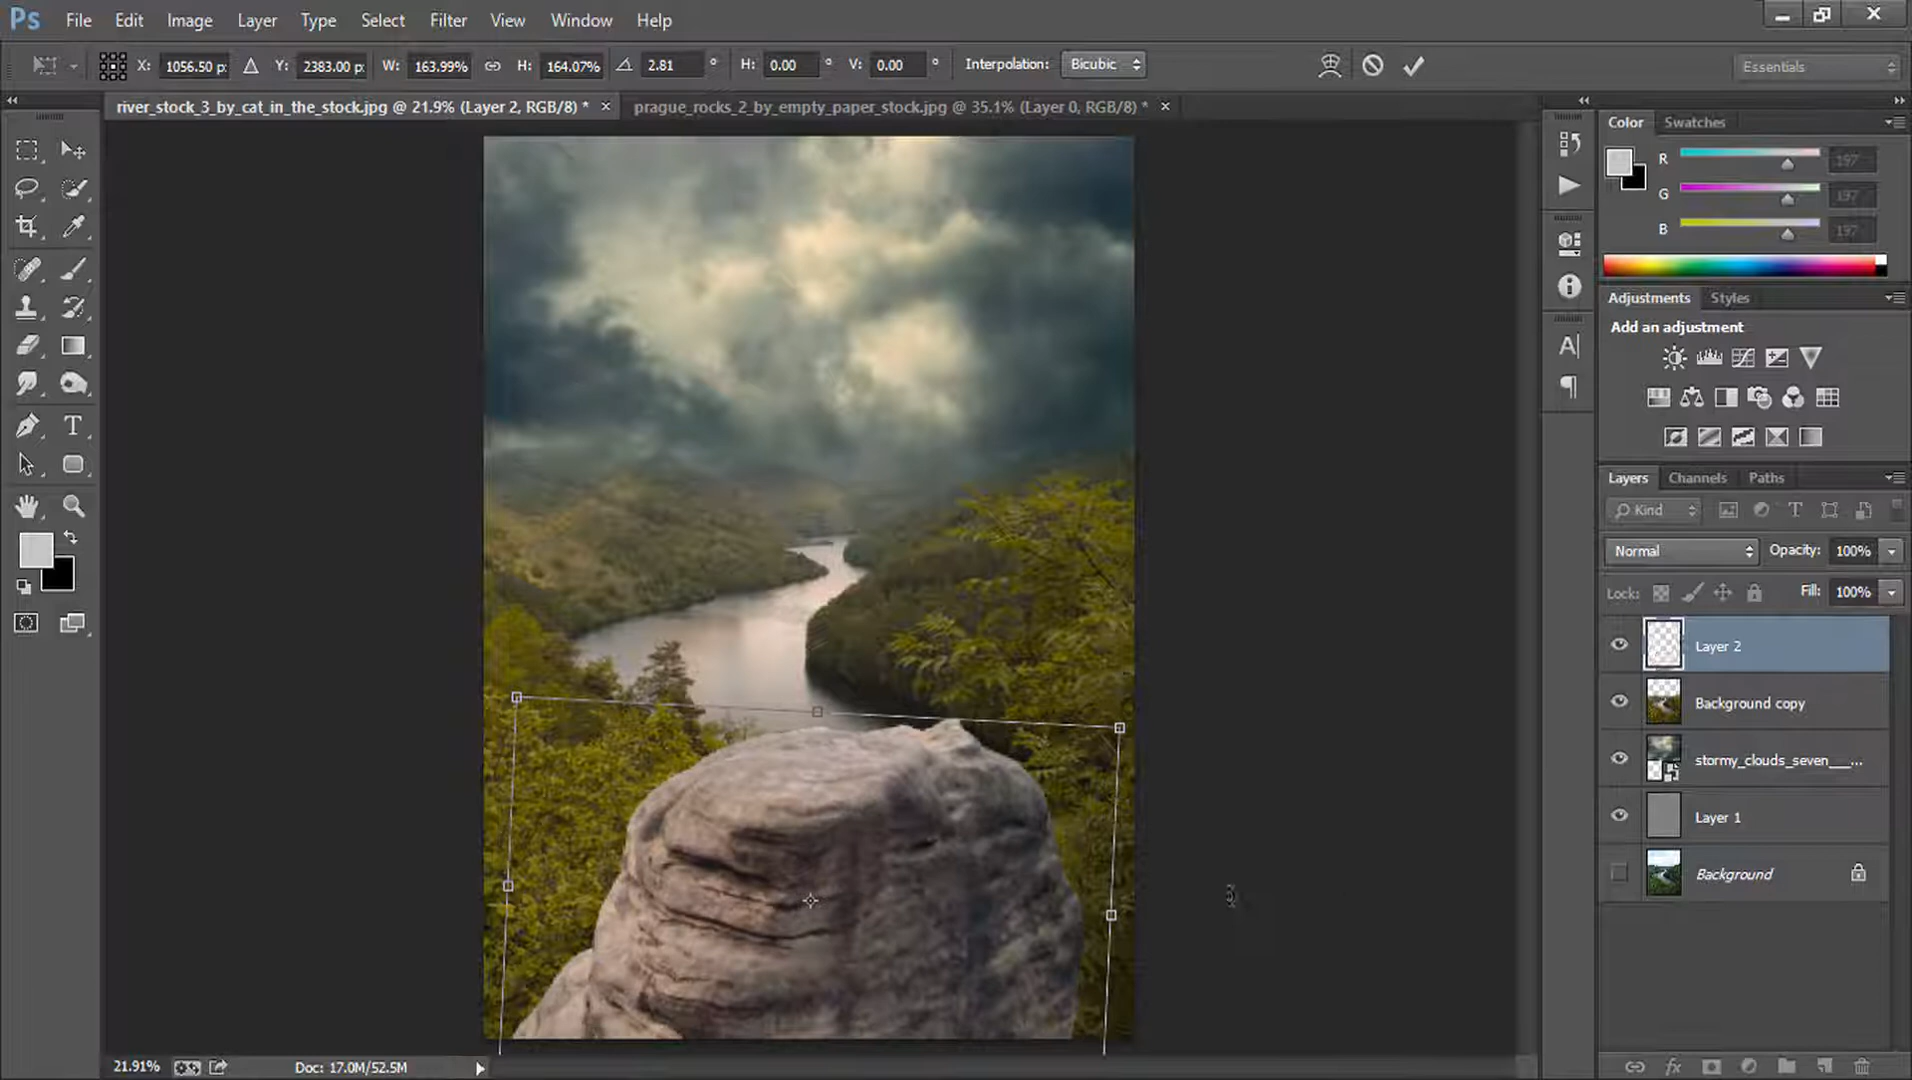 Ps File Edit Image Layer Type Select Filter View Window Help
X: 1056.50 p: Y: 2383.00 p: W: 163.99% H: 164.07% 2.81 ° H: 0.00 ° V: 0.00 ° Interpolation: Bicubic Essentials
river_stock_3_by_cat_in_the_stock.jpg @ 21.9% (Layer 2, RGB/8) * × prague_rocks_2_by_empty_paper_stock.jpg @ 35.1% (Layer 0, RGB/8) * ×
Color Swatches
R 197
G 197
B 197
Adjustments Styles
Add an adjustment
Layers Channels Paths
Kind
Normal Opacity: 100%
Lock: Fill: 100%
Layer 2
Background copy
stormy_clouds_seven___...
Layer 1
Background
21.91% Doc: 17.0M/52.5M